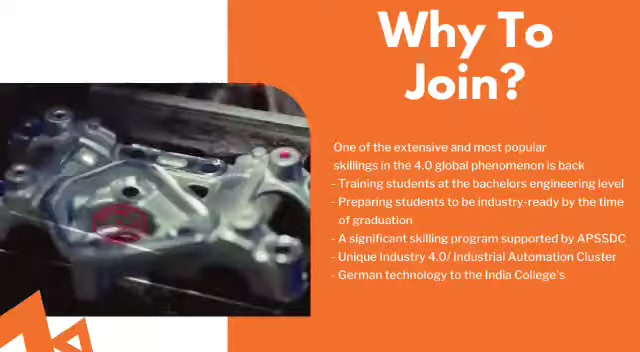 Why To
Join?
One of the extensive and most popular
skillings in the 4.0 global phenomenon is back
- Training students at the bachelors engineering level
- Preparing students to be industry-ready by the time
of graduation
- A significant skilling program supported by APSSDC
- Unique Industry 4.0/ Industrial Automation Cluster
- German technology to the India College's